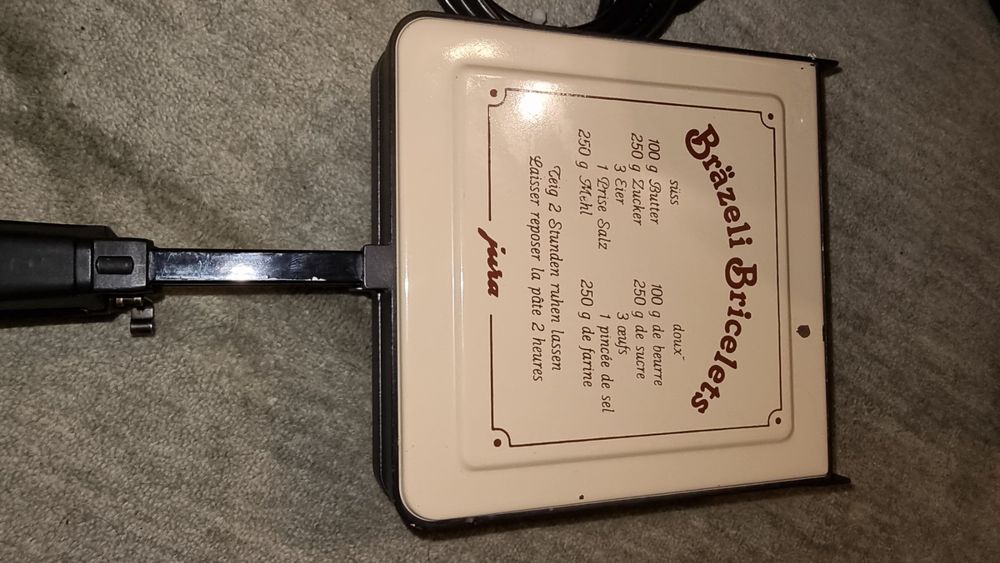 Bräzeli Bricelets
süss
100 g Butter
250 g Zucker
3 Eier
1 Prise Salz
250 g Mehl
doux
100 g de beurre
250 g de sucre
3 œufs
1 pincée de sel
250 g de farine
Teig 2 Stunden ruhen lassen
Laisser reposer la pâte 2 heures
jura